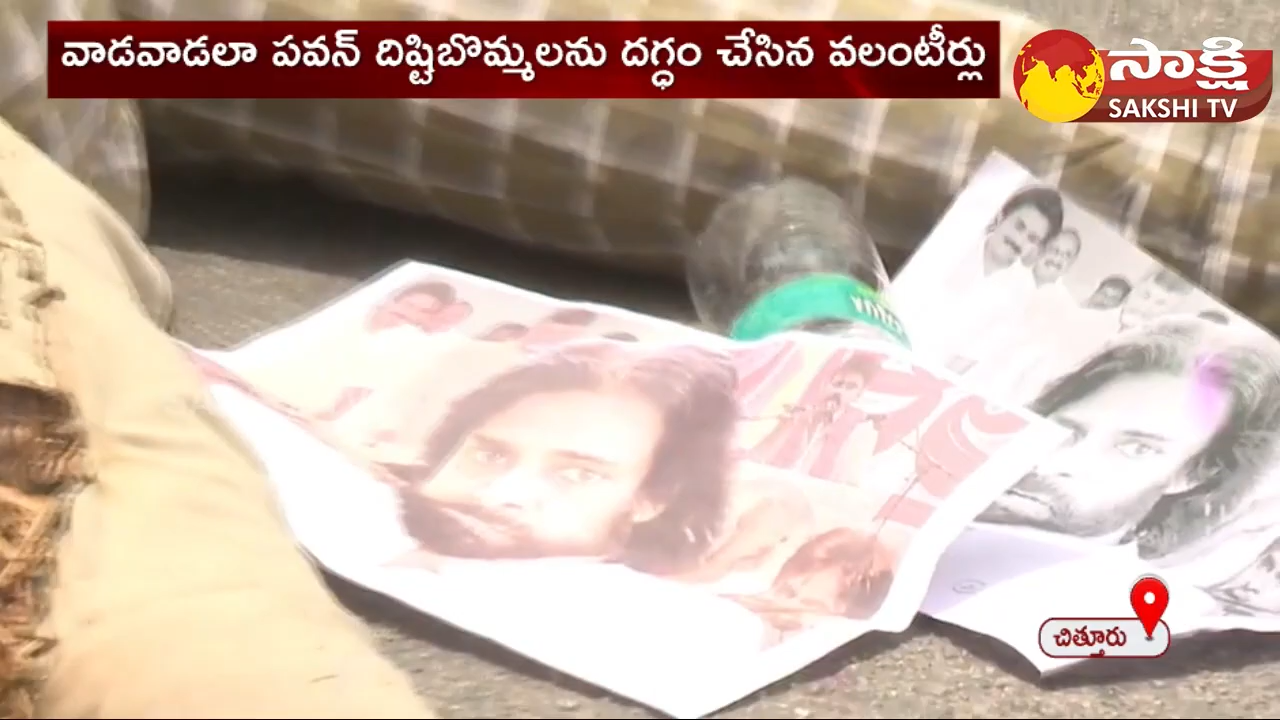 వాడవాడలా పవన్ దిష్టిబొమ్మలను దగ్ధం చేసిన వలంటీర్లు
సాక్షి
SAKSHI TV
చిత్తూరు